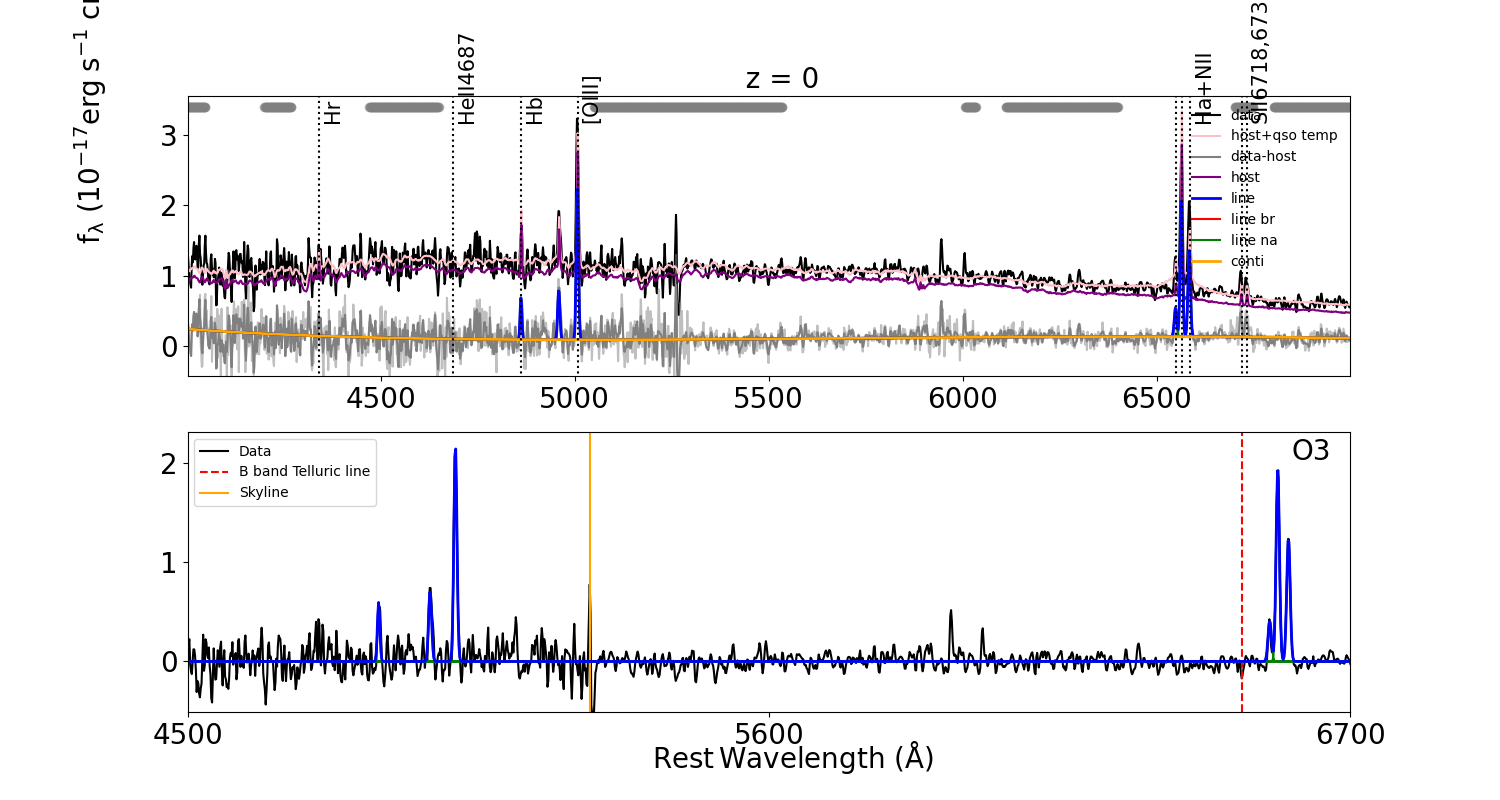 f_λ (10^{-17} erg s^{-1}
z = 0
Hr
HeII4687
Hb
[OIII]
Ha+NII
SII6718,673
data
host+qso temp
data-host
host
line
line br
line na
conti
3
2
1
0
4500 5000 5500 6000 6500
O3
Data
B band Telluric line
Skyline
2
1
0
4500 5600 6700
Rest Wavelength (Å)